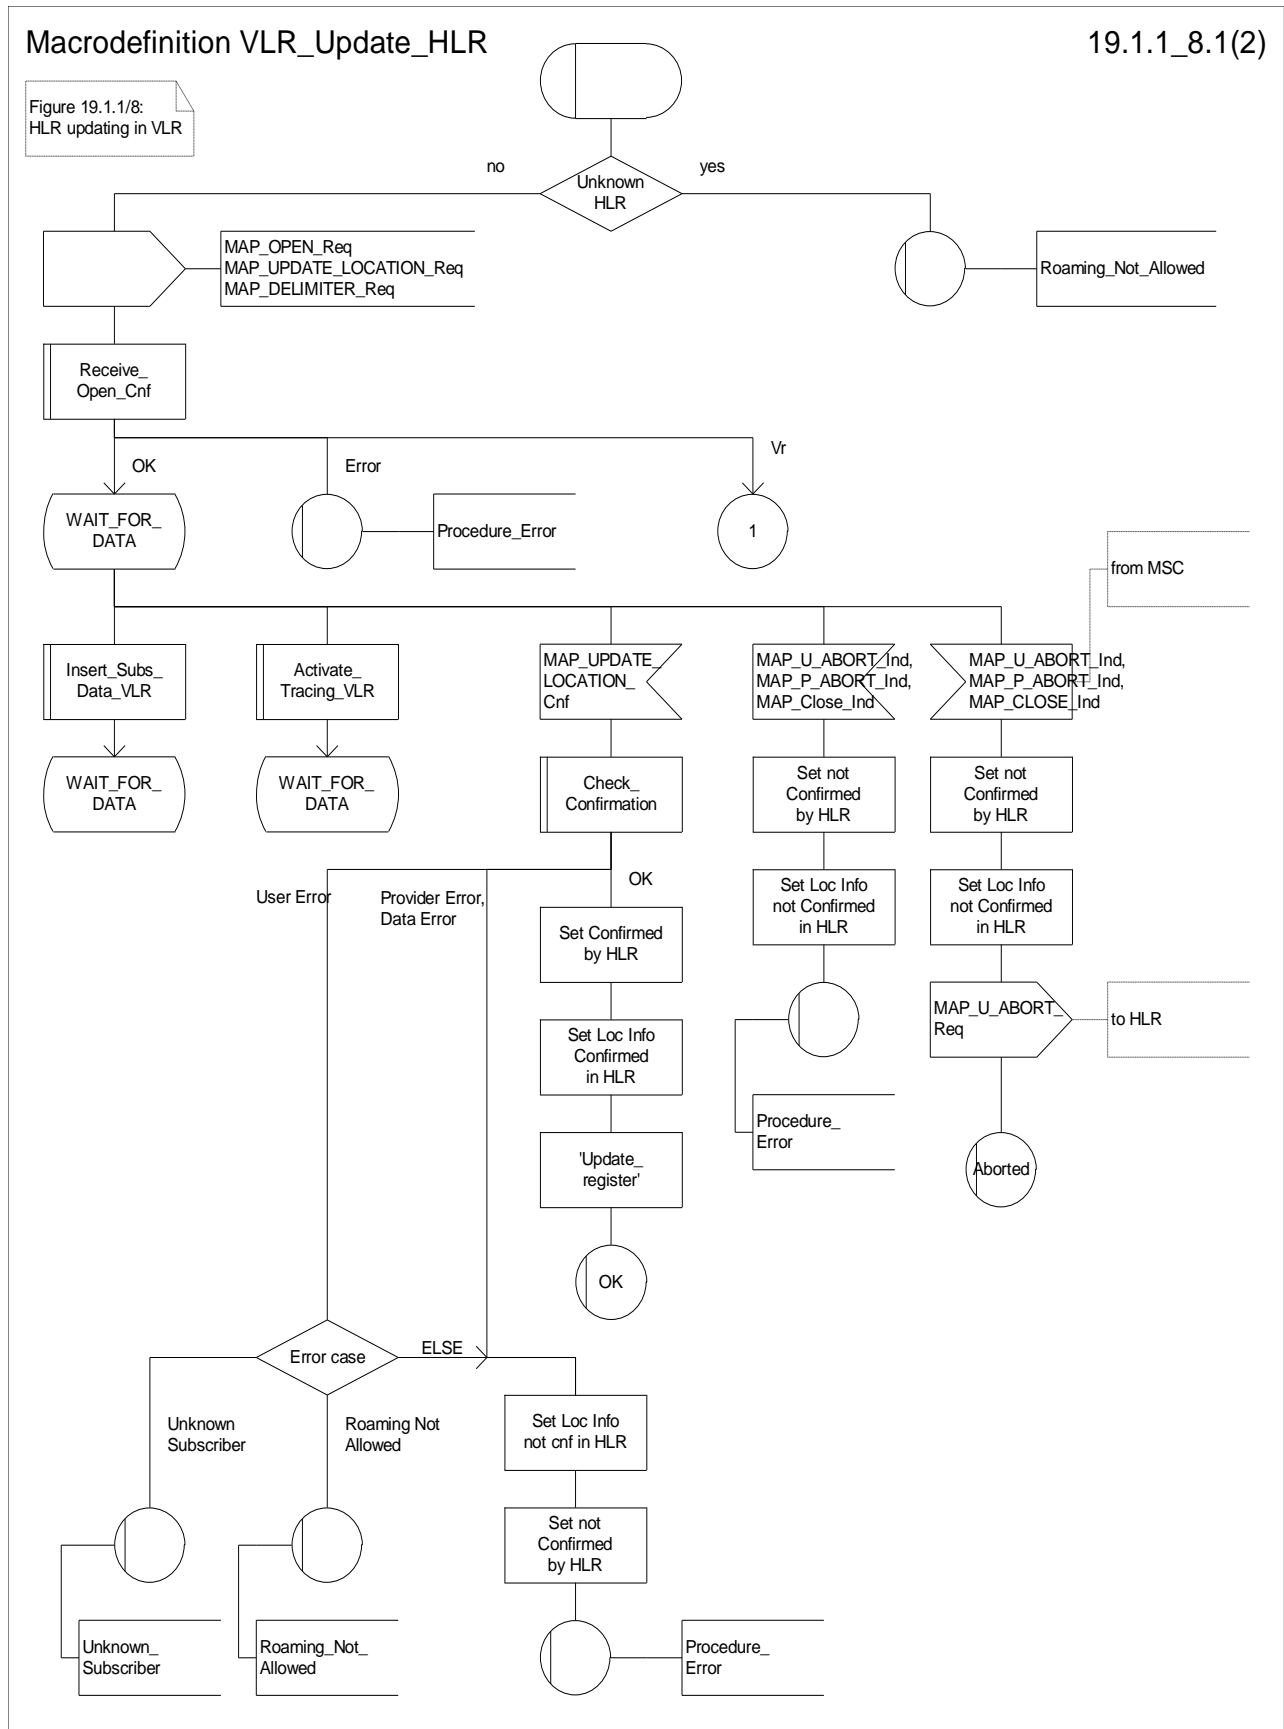 Macrodefinition VLR_Update_HLR
19.1.1_8.1(2)
Figure 19.1.1/8:
HLR updating in VLR
no
yes
Unknown
HLR
MAP_OPEN_Req
MAP_UPDATE_LOCATION_Req
MAP_DELIMITER_Req
Roaming_Not_Allowed
Receive_
Open_Cnf
OK
Error
Vr
WAIT_FOR_
DATA
Procedure_Error
1
from MSC
Insert_Subs_
Data_VLR
Activate_
Tracing_VLR
MAP_UPDATE_
LOCATION_
Cnf
MAP_U_ABORT_Ind,
MAP_P_ABORT_Ind,
MAP_Close_Ind
MAP_U_ABORT_Ind,
MAP_P_ABORT_Ind,
MAP_CLOSE_Ind
WAIT_FOR_
DATA
WAIT_FOR_
DATA
Check_
Confirmation
Set not
Confirmed
by HLR
Set not
Confirmed
by HLR
User Error
Provider Error,
Data Error
OK
Set Loc Info
not Confirmed
in HLR
Set Loc Info
not Confirmed
in HLR
Set Confirmed
by HLR
MAP_U_ABORT_
Req
to HLR
Set Loc Info
Confirmed
in HLR
Procedure_
Error
'Update_
register'
Aborted
OK
Error case
ELSE
Unknown
Subscriber
Roaming Not
Allowed
Set Loc Info
not cnf in HLR
Set not
Confirmed
by HLR
Unknown_
Subscriber
Roaming_Not_
Allowed
Procedure_
Error